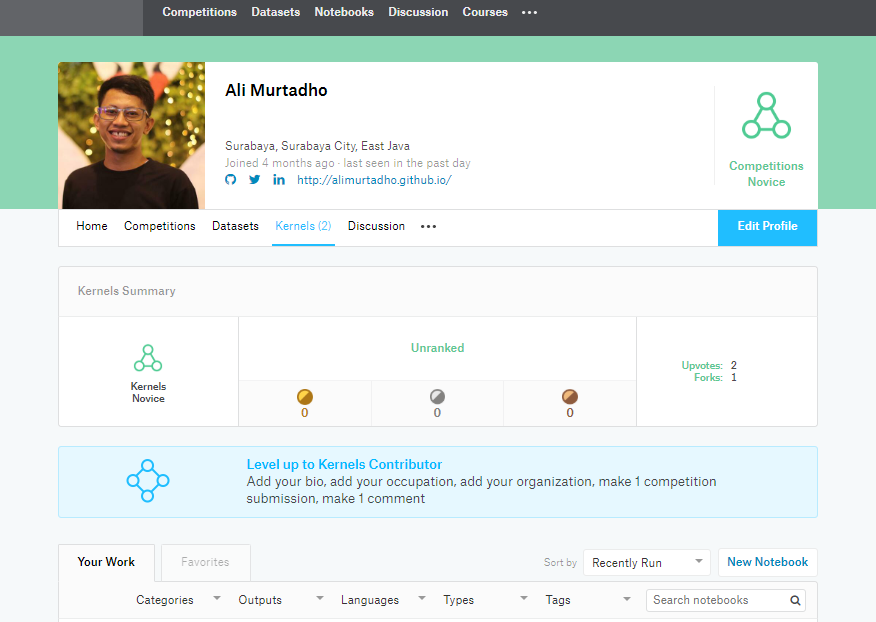 Competitions Datasets Notebooks Discussion Courses •••
Ali Murtadho
Surabaya, Surabaya City, East Java
Joined 4 months ago · last seen in the past day
http://alimurtadho.github.io/
Competitions
Novice
Home Competitions Datasets Kernels (2) Discussion •••
Edit Profile
Kernels Summary
Kernels
Novice
Unranked
0 0 0
Upvotes: 2
Forks: 1
Level up to Kernels Contributor
Add your bio, add your occupation, add your organization, make 1 competition
submission, make 1 comment
Your Work Favorites
Sort by Recently Run
New Notebook
Categories Outputs Languages Types Tags Search notebooks